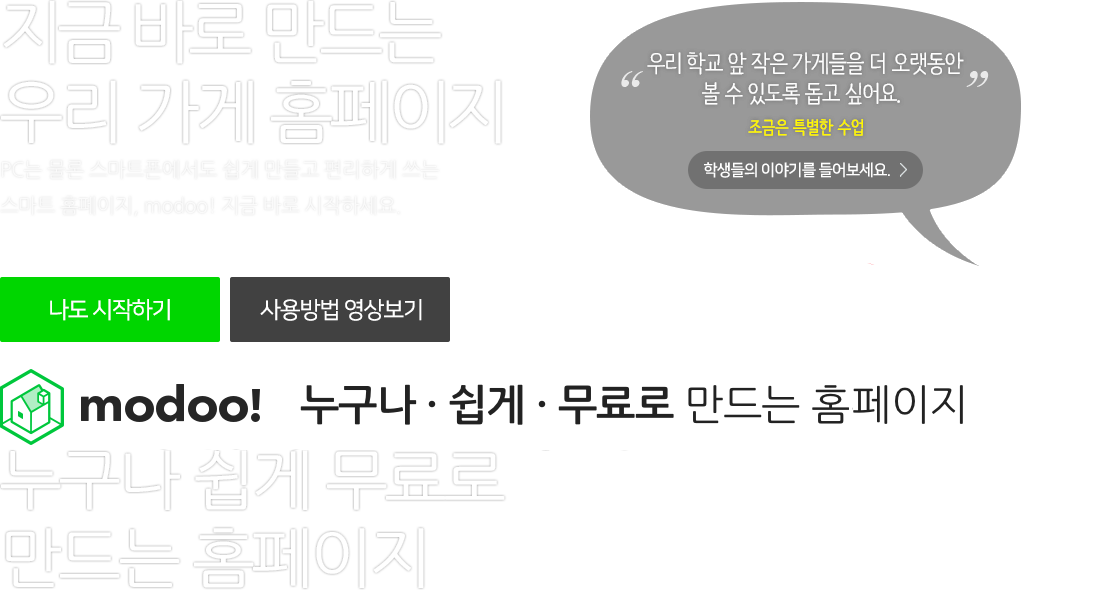 지금 바로 만드는
우리 가게 홈페이지
PC는 물론 스마트폰에서도 쉽게 만들고 편리하게 쓰는
스마트 홈페이지, modoo! 지금 바로 시작하세요.
“ 우리 학교 앞 작은 가게들을 더 오랫동안
볼 수 있도록 돕고 싶어요. ”
조금은 특별한 수업
학생들의 이야기를 들어보세요. >
나도 시작하기
사용방법 영상보기
modoo! 누구나 · 쉽게 · 무료로 만드는 홈페이지
누구나 쉽게 무료로
만드는 홈페이지